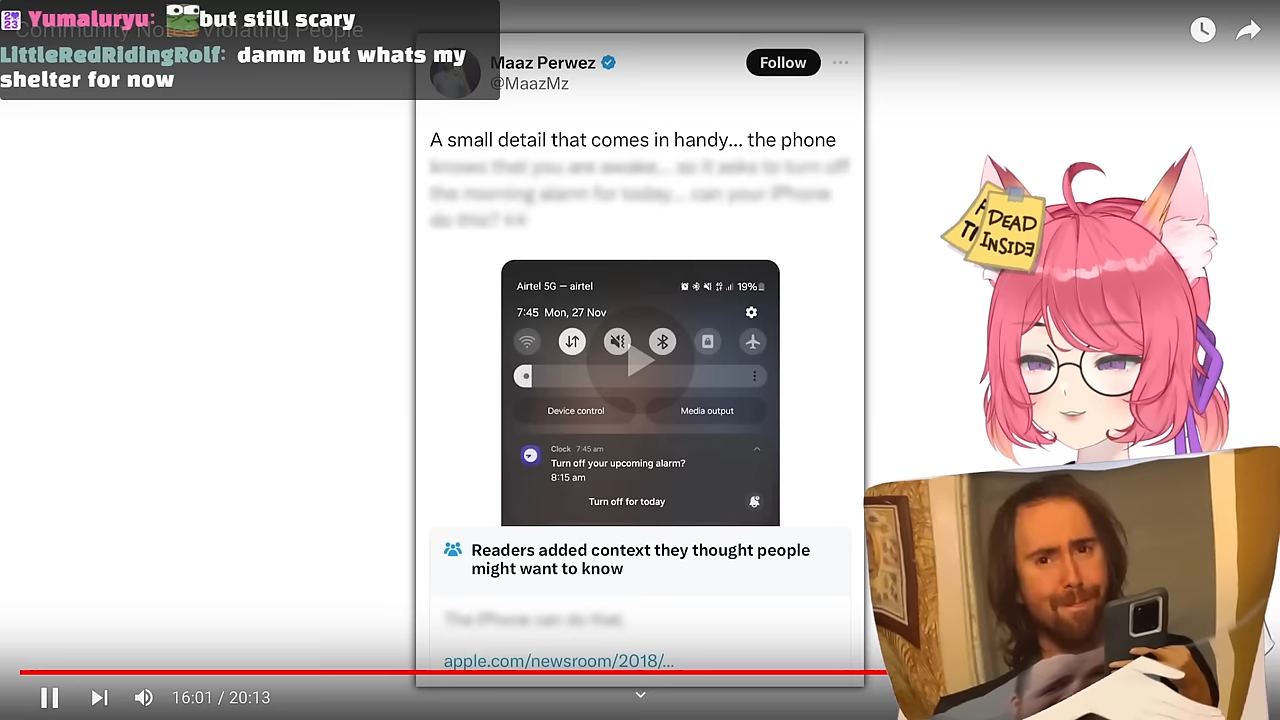 Yumaluryu: but still scary
Community Notes Violating People
LittleRedRidingRolf: damm but whats my
shelter for now
Maaz Perwez
@MaazMz
Follow
A small detail that comes in handy... the phone
knows that you are awake... so it asks to turn off
the morning alarm for today... can your iPhone
do this?
Airtel 5G — airtel
19%
7:45 Mon, 27 Nov
Device control
Media output
Clock 7:45 am
Turn off your upcoming alarm?
8:15 am
Turn off for today
Readers added context they thought people
might want to know
The iPhone can do that.
apple.com/newsroom/2018/...
16:01 / 20:13
DEAD
INSIDE